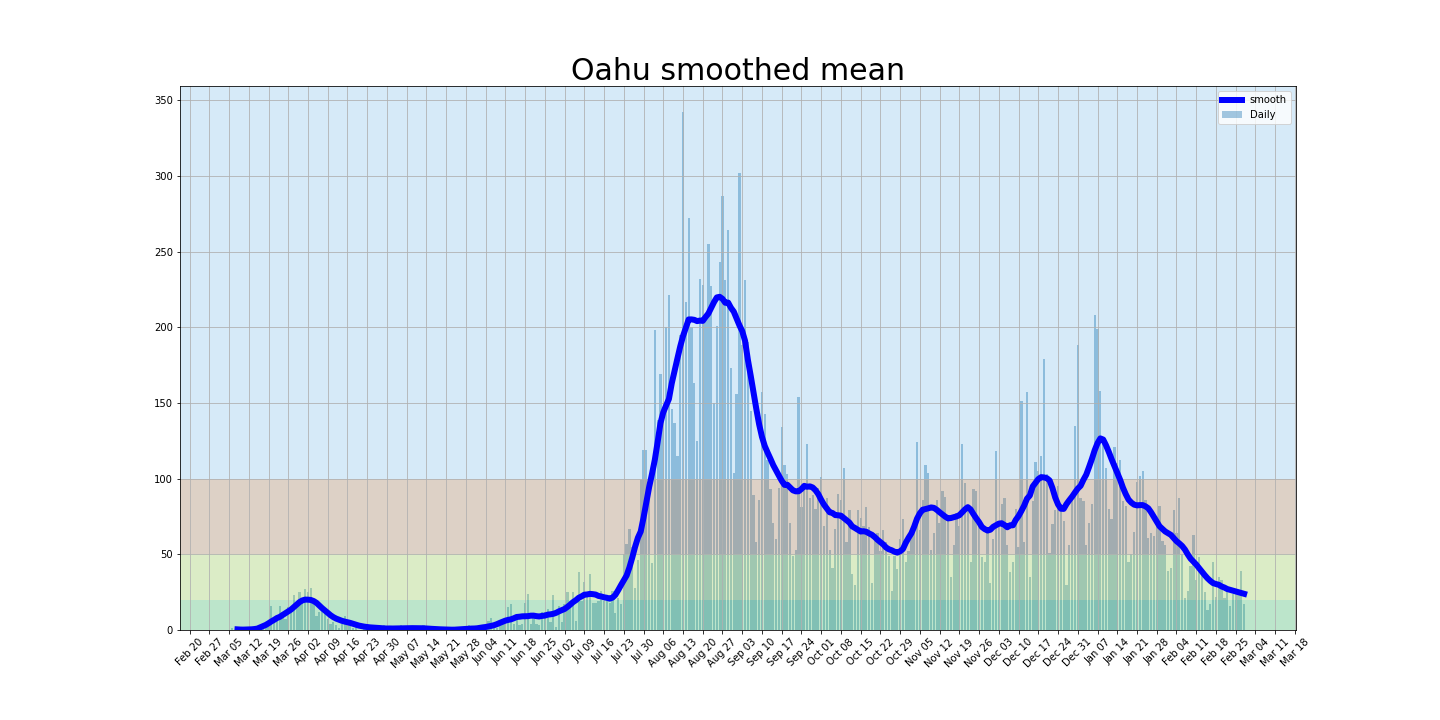 Oahu smoothed mean
smooth
Daily
350
300
250
200
150
100
50
0
Feb 20
Feb 27
Mar 05
Mar 12
Mar 19
Mar 26
Apr 02
Apr 09
Apr 16
Apr 23
Apr 30
May 07
May 14
May 21
May 28
Jun 04
Jun 11
Jun 18
Jun 25
Jul 02
Jul 09
Jul 16
Jul 23
Jul 30
Aug 06
Aug 13
Aug 20
Aug 27
Sep 03
Sep 10
Sep 17
Sep 24
Oct 01
Oct 08
Oct 15
Oct 22
Oct 29
Nov 05
Nov 12
Nov 19
Nov 26
Dec 03
Dec 10
Dec 17
Dec 24
Dec 31
Jan 07
Jan 14
Jan 21
Jan 28
Feb 04
Feb 11
Feb 18
Feb 25
Mar 04
Mar 11
Mar 18